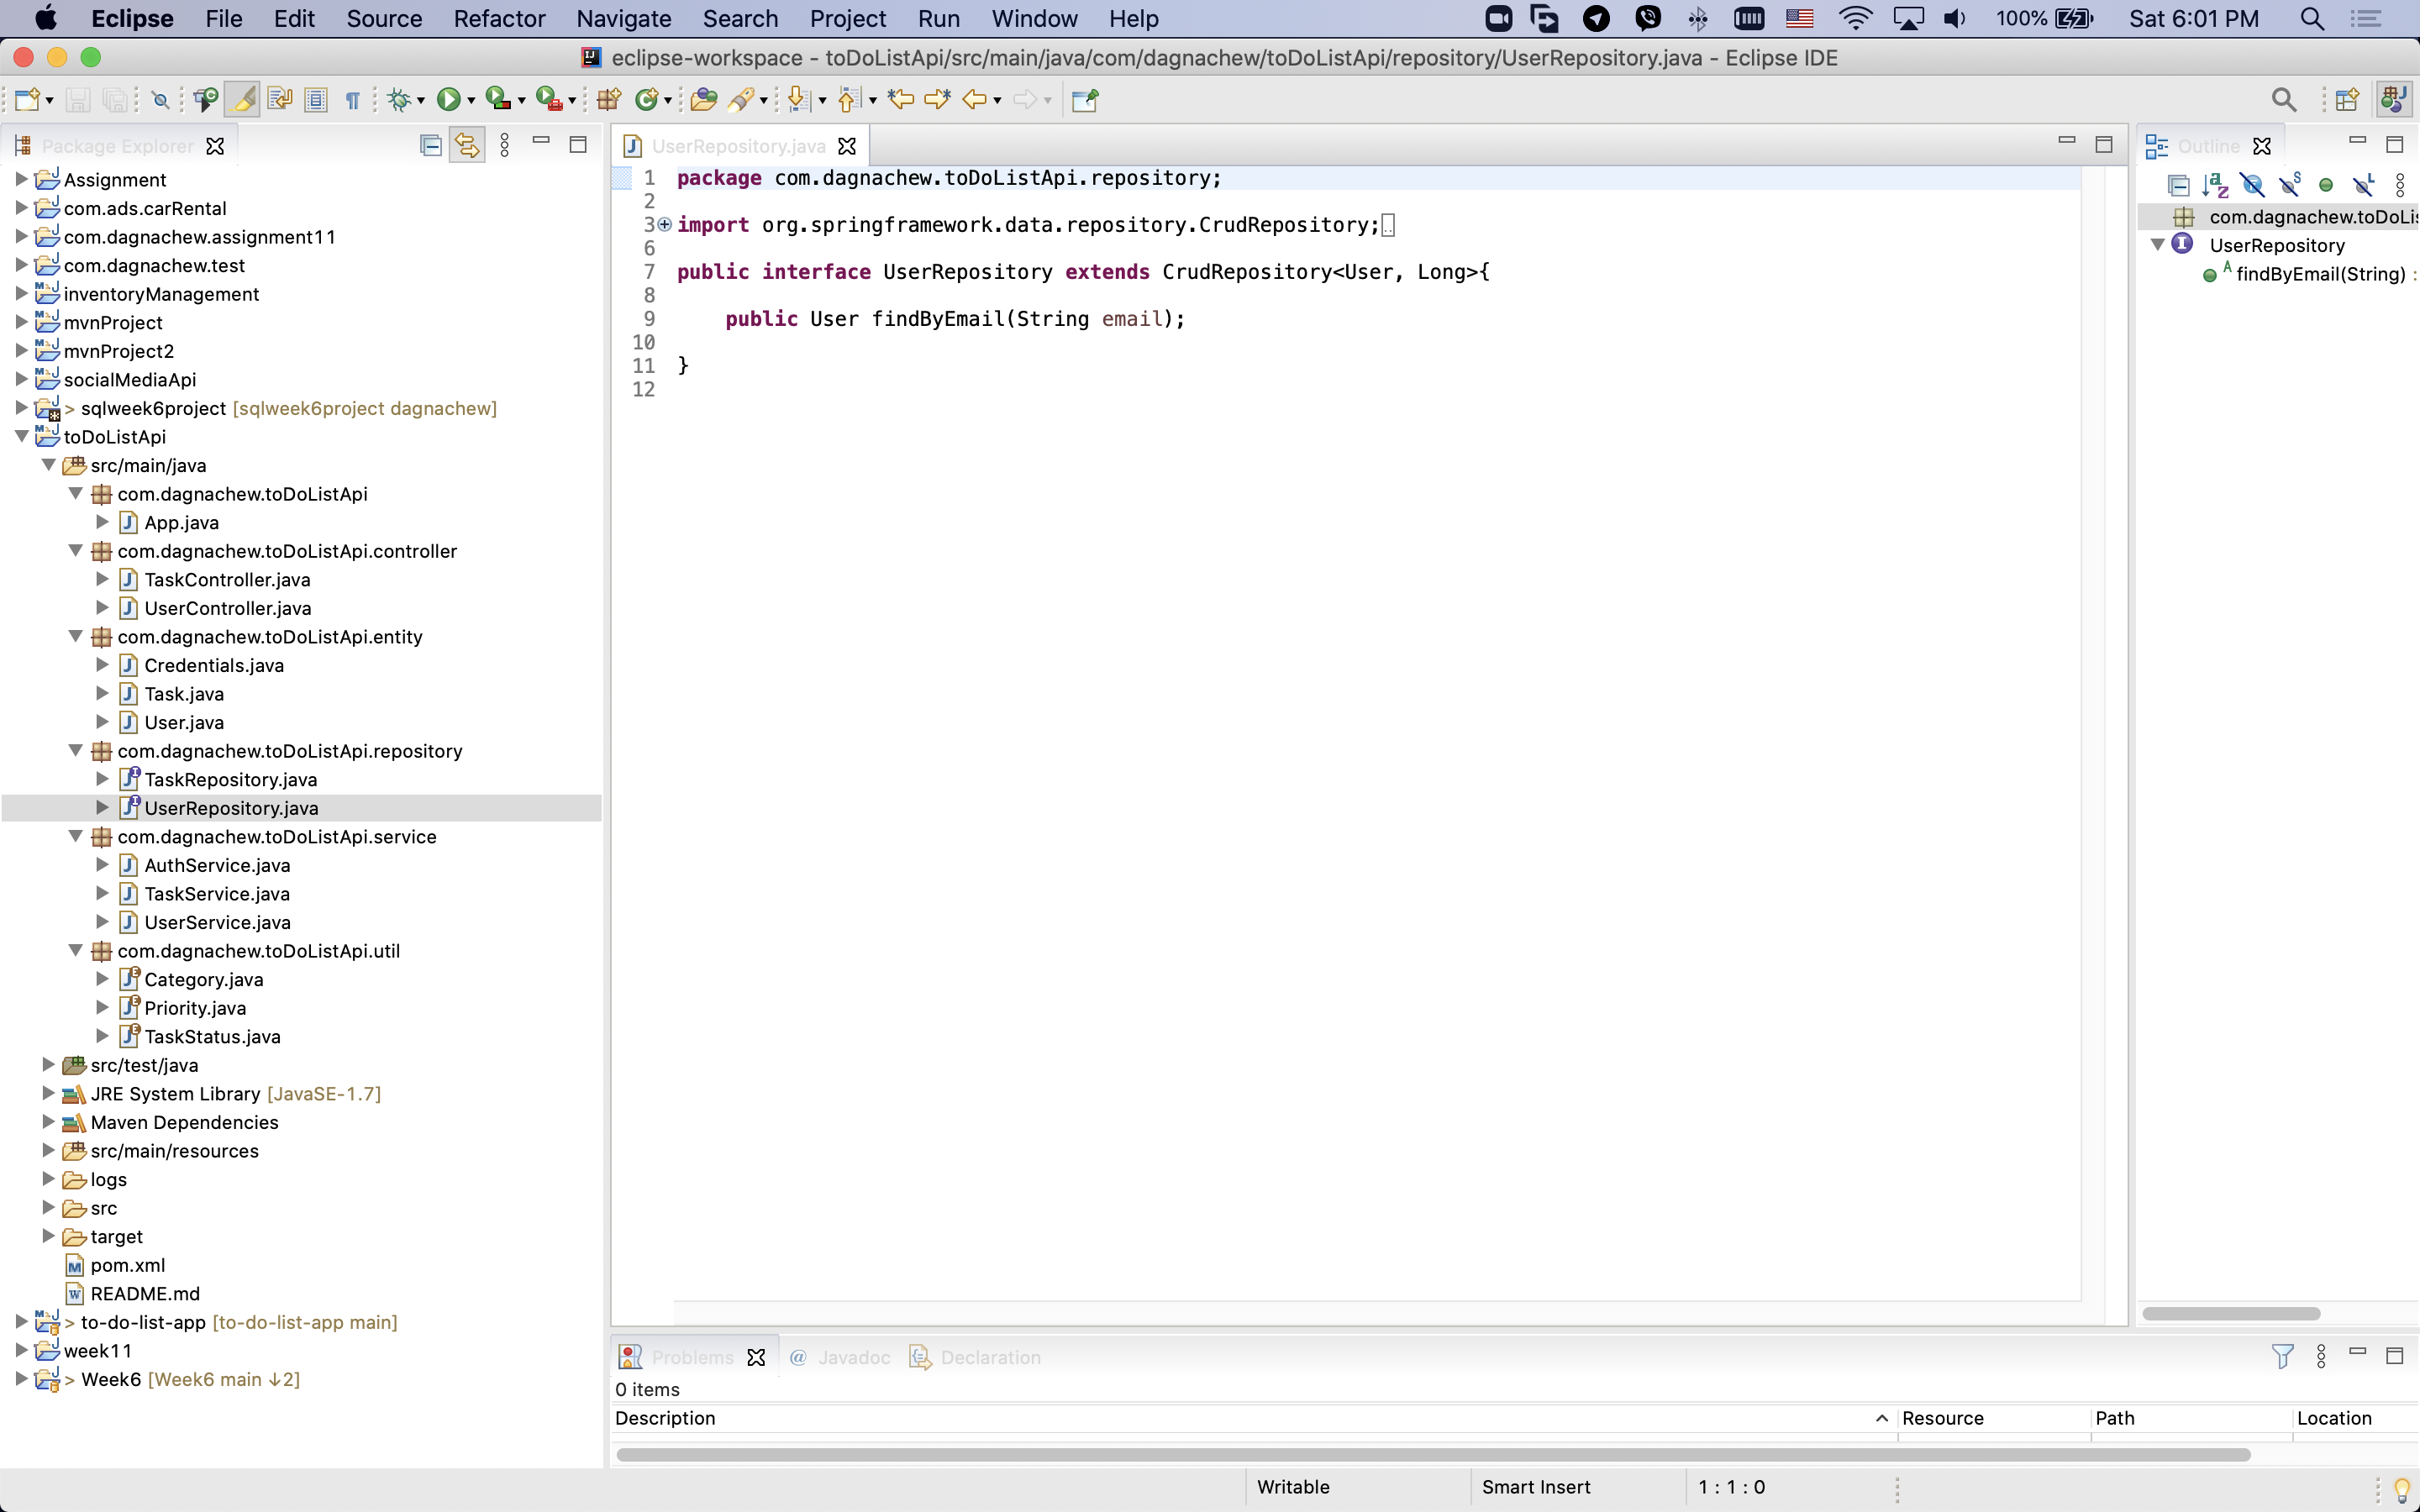 Eclipse File Edit Source Refactor Navigate Search Project Run Window Help 100% Sat 6:01 PM
eclipse-workspace - toDoListApi/src/main/java/com/dagnachew/toDoListApi/repository/UserRepository.java - Eclipse IDE
Package Explorer
Assignment
com.ads.carRental
com.dagnachew.assignment11
com.dagnachew.test
inventoryManagement
mvnProject
mvnProject2
socialMediaApi
> sqlweek6project [sqlweek6project dagnachew]
toDoListApi
src/main/java
com.dagnachew.toDoListApi
App.java
com.dagnachew.toDoListApi.controller
TaskController.java
UserController.java
com.dagnachew.toDoListApi.entity
Credentials.java
Task.java
User.java
com.dagnachew.toDoListApi.repository
TaskRepository.java
UserRepository.java
com.dagnachew.toDoListApi.service
AuthService.java
TaskService.java
UserService.java
com.dagnachew.toDoListApi.util
Category.java
Priority.java
TaskStatus.java
src/test/java
JRE System Library [JavaSE-1.7]
Maven Dependencies
src/main/resources
logs
src
target
pom.xml
README.md
> to-do-list-app [to-do-list-app main]
week11
> Week6 [Week6 main ↓2]
UserRepository.java
1 package com.dagnachew.toDoListApi.repository;
2
3 import org.springframework.data.repository.CrudRepository;
6
7 public interface UserRepository extends CrudRepository<User, Long>{
8
9 public User findByEmail(String email);
10
11 }
12
Outline
com.dagnachew.toDoLis
UserRepository
findByEmail(String) :
Problems @ Javadoc Declaration
0 items
Description Resource Path Location
Writable Smart Insert 1 : 1 : 0